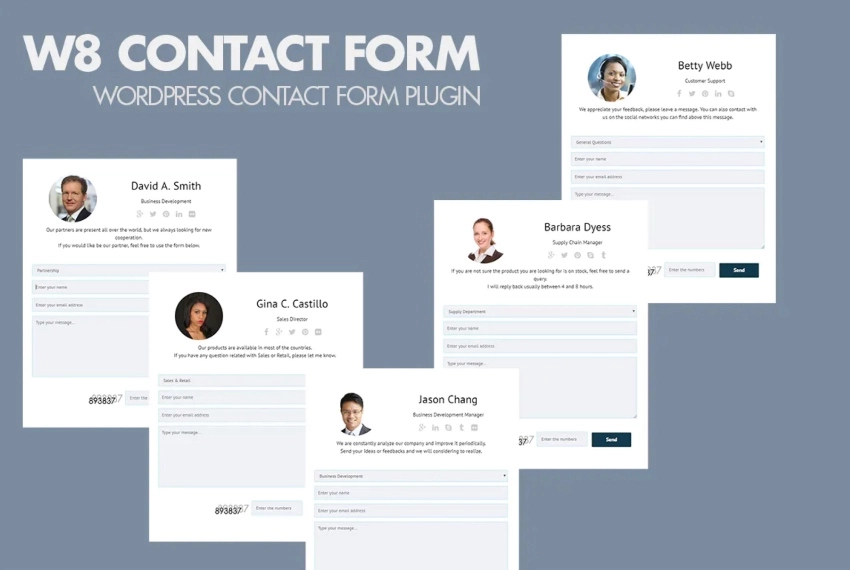 W8 CONTACT FORM
WORDPRESS CONTACT FORM PLUGIN
David A. Smith
Business Development
Our partners are present all over the world, but we always looking for new
cooperation.
If you would like be our partner, feel free to use the form below.
Partnership
Enter your name
Enter your email address
Type your message...
893837
Enter the
Gina C. Castillo
Sales Director
Our products are available in most of the countries.
If you have any question related with Sales or Retail, please let me know.
Sales & Retail
Enter your name
Enter your email address
Type your message...
893837
Enter the numbers
Jason Chang
Business Development Manager
We are constantly analyze our company and improve it periodically.
Send your ideas or feedbacks and we will considering to realize.
Business Development
Enter your name
Enter your email address
Type your message...
Barbara Dyess
Supply Chain Manager
If you are not sure the product you are looking for is on stock, feel free to send a
query.
I will reply back usually between 4 and 8 hours.
Supply Department
Enter your name
Enter your email address
Type your message...
37
Enter the numbers
Send
Betty Webb
Customer Support
We appreciate your feedback, please leave a message. You can also contact with
us on the social networks you can find above this message.
General Questions
Enter your name
Enter your email address
Type your message...
37
Enter the numbers
Send